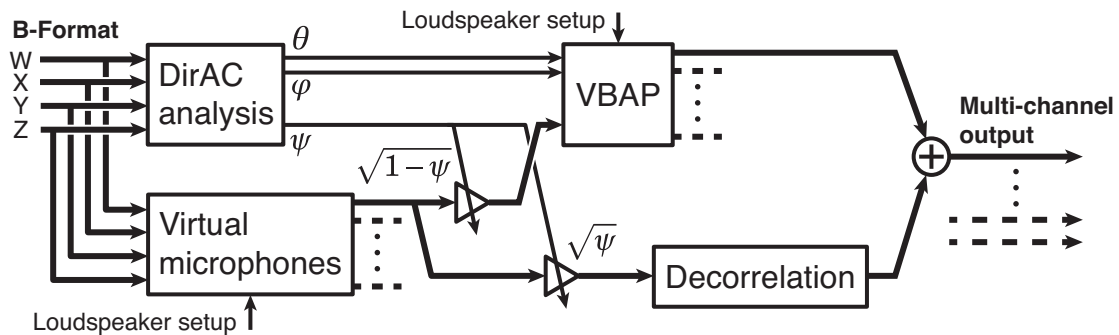 Loudspeaker setup
B-Format
W
X
Y
Z
DirAC
analysis
θ
φ
ψ
VBAP
Multi-channel
output
√1 − ψ
Virtual
microphones
√ψ
Decorrelation
Loudspeaker setup